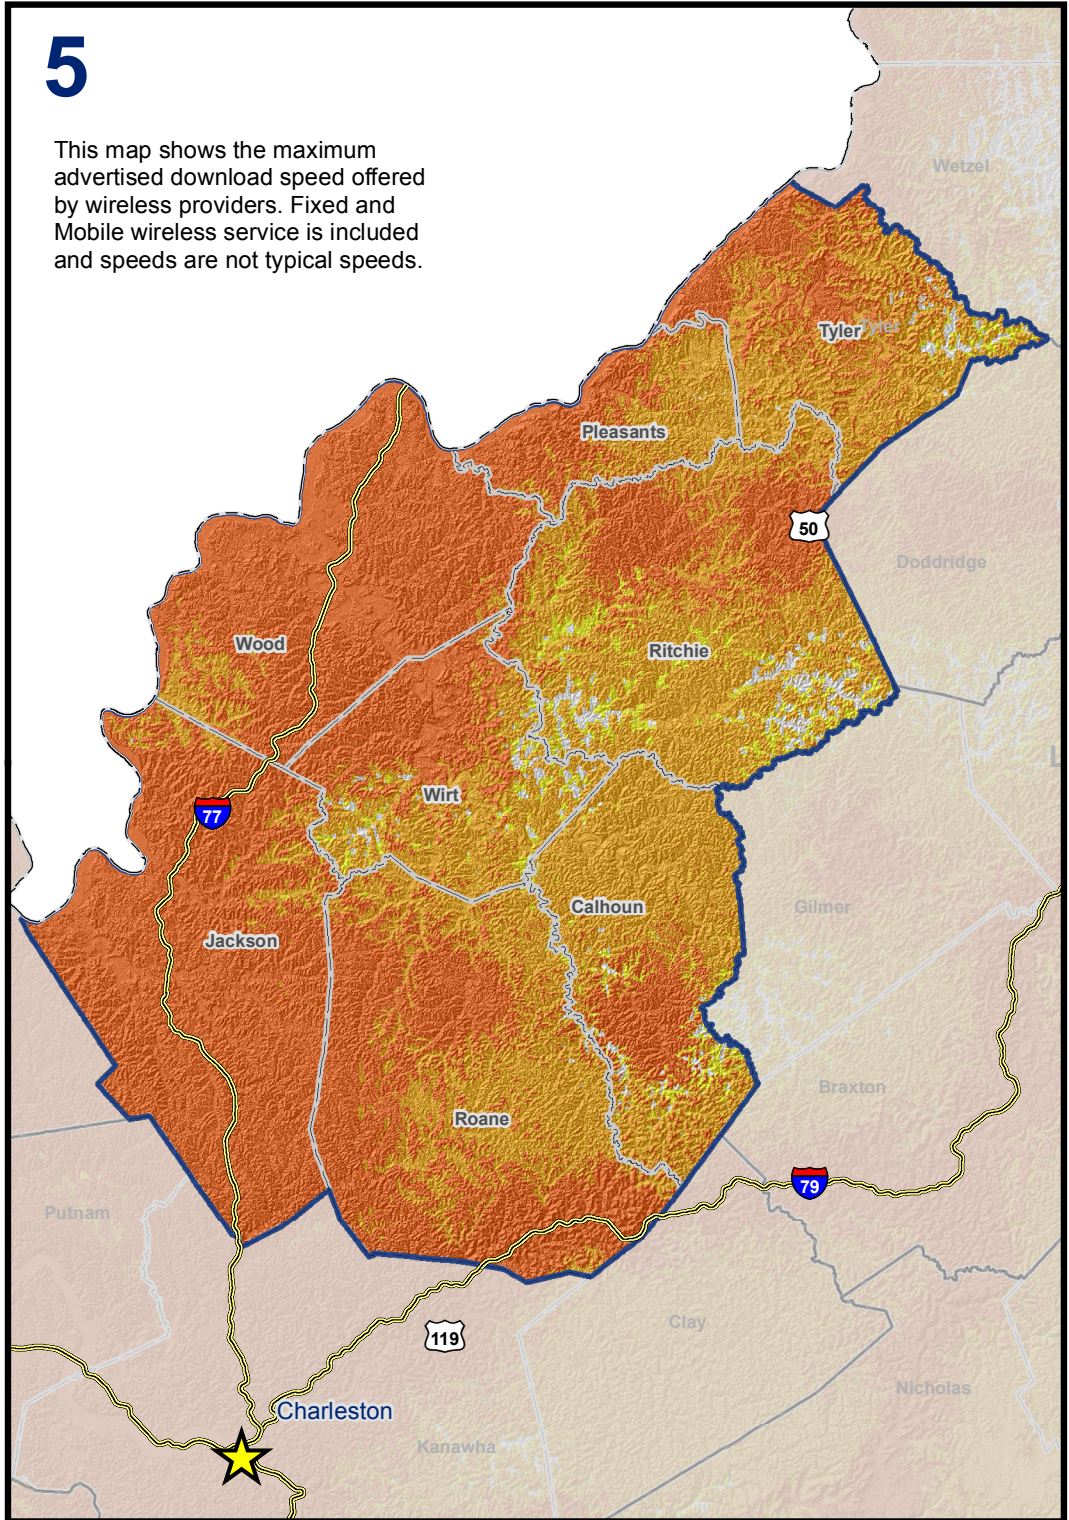 5
This map shows the maximum
advertised download speed offered
by wireless providers. Fixed and
Mobile wireless service is included
and speeds are not typical speeds.
Wetzel
Tyler
Tyler
Pleasants
50
Doddridge
Wood
Ritchie
L
Wirt
77
Calhoun
Gilmer
Jackson
Braxton
Roane
79
Putnam
119
Clay
Nicholas
Charleston
Kanawha